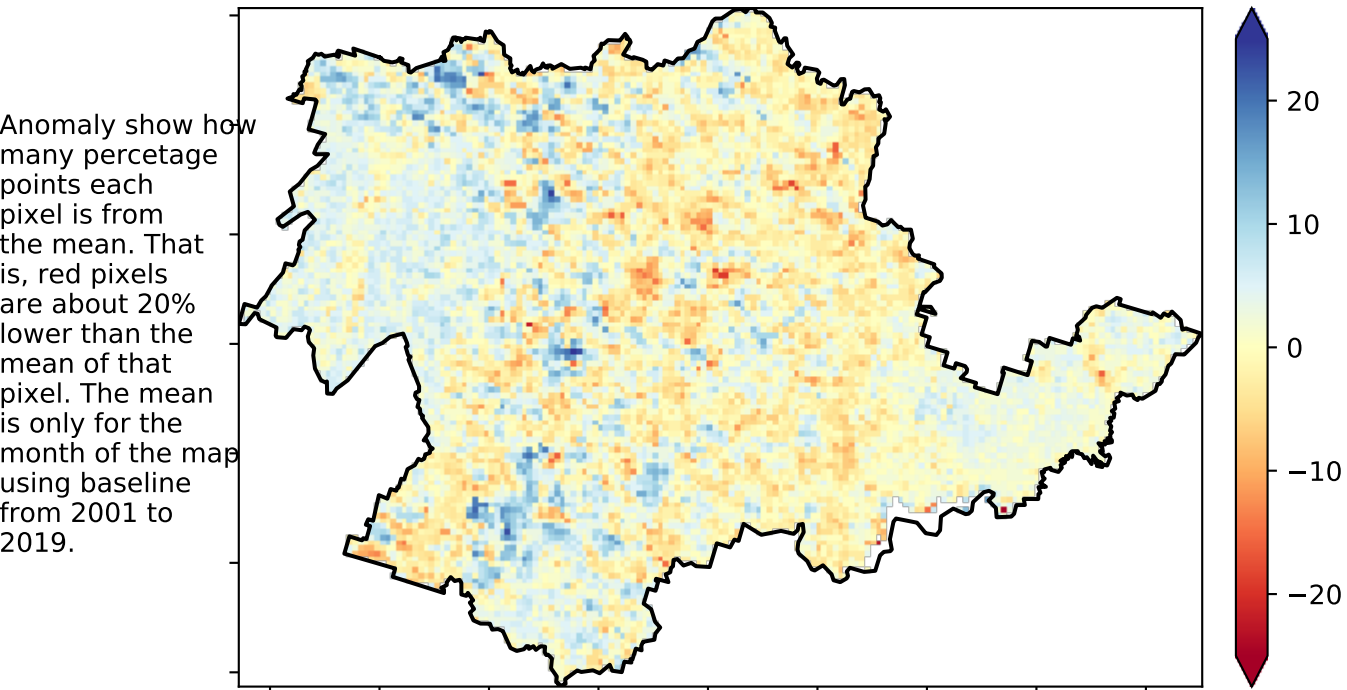 Anomaly show how
many percetage
points each
pixel is from
the mean. That
is, red pixels
are about 20%
lower than the
mean of that
pixel. The mean
is only for the
month of the map
using baseline
from 2001 to
2019.
20
10
0
−10
−20